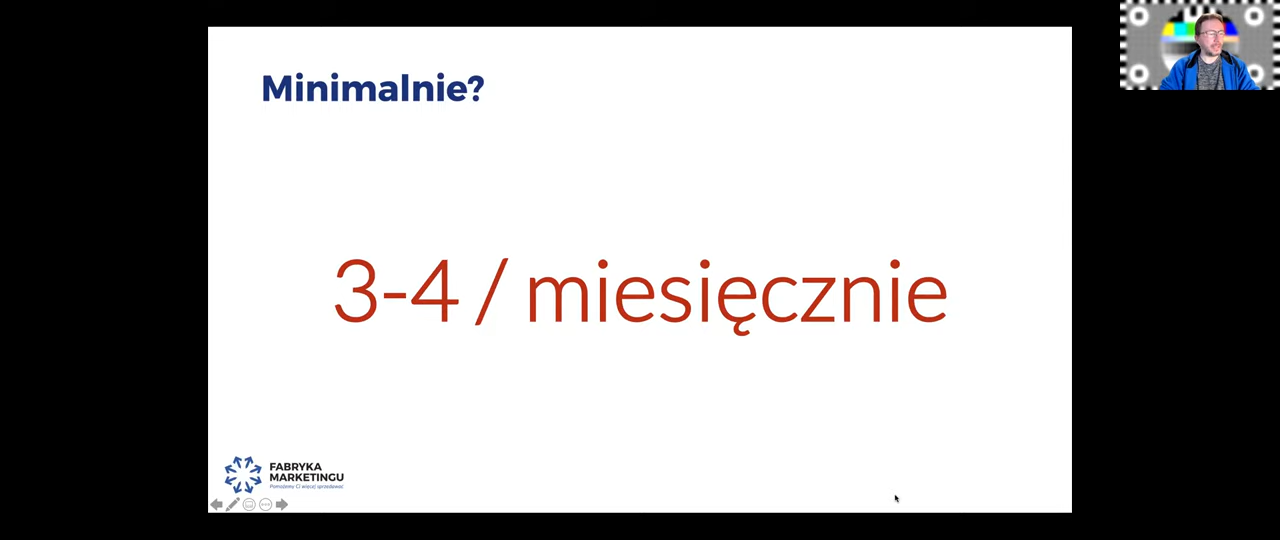 Minimalnie?
3-4 / miesięcznie
FABRYKA
MARKETINGU
Pomożemy Ci więcej sprzedawać